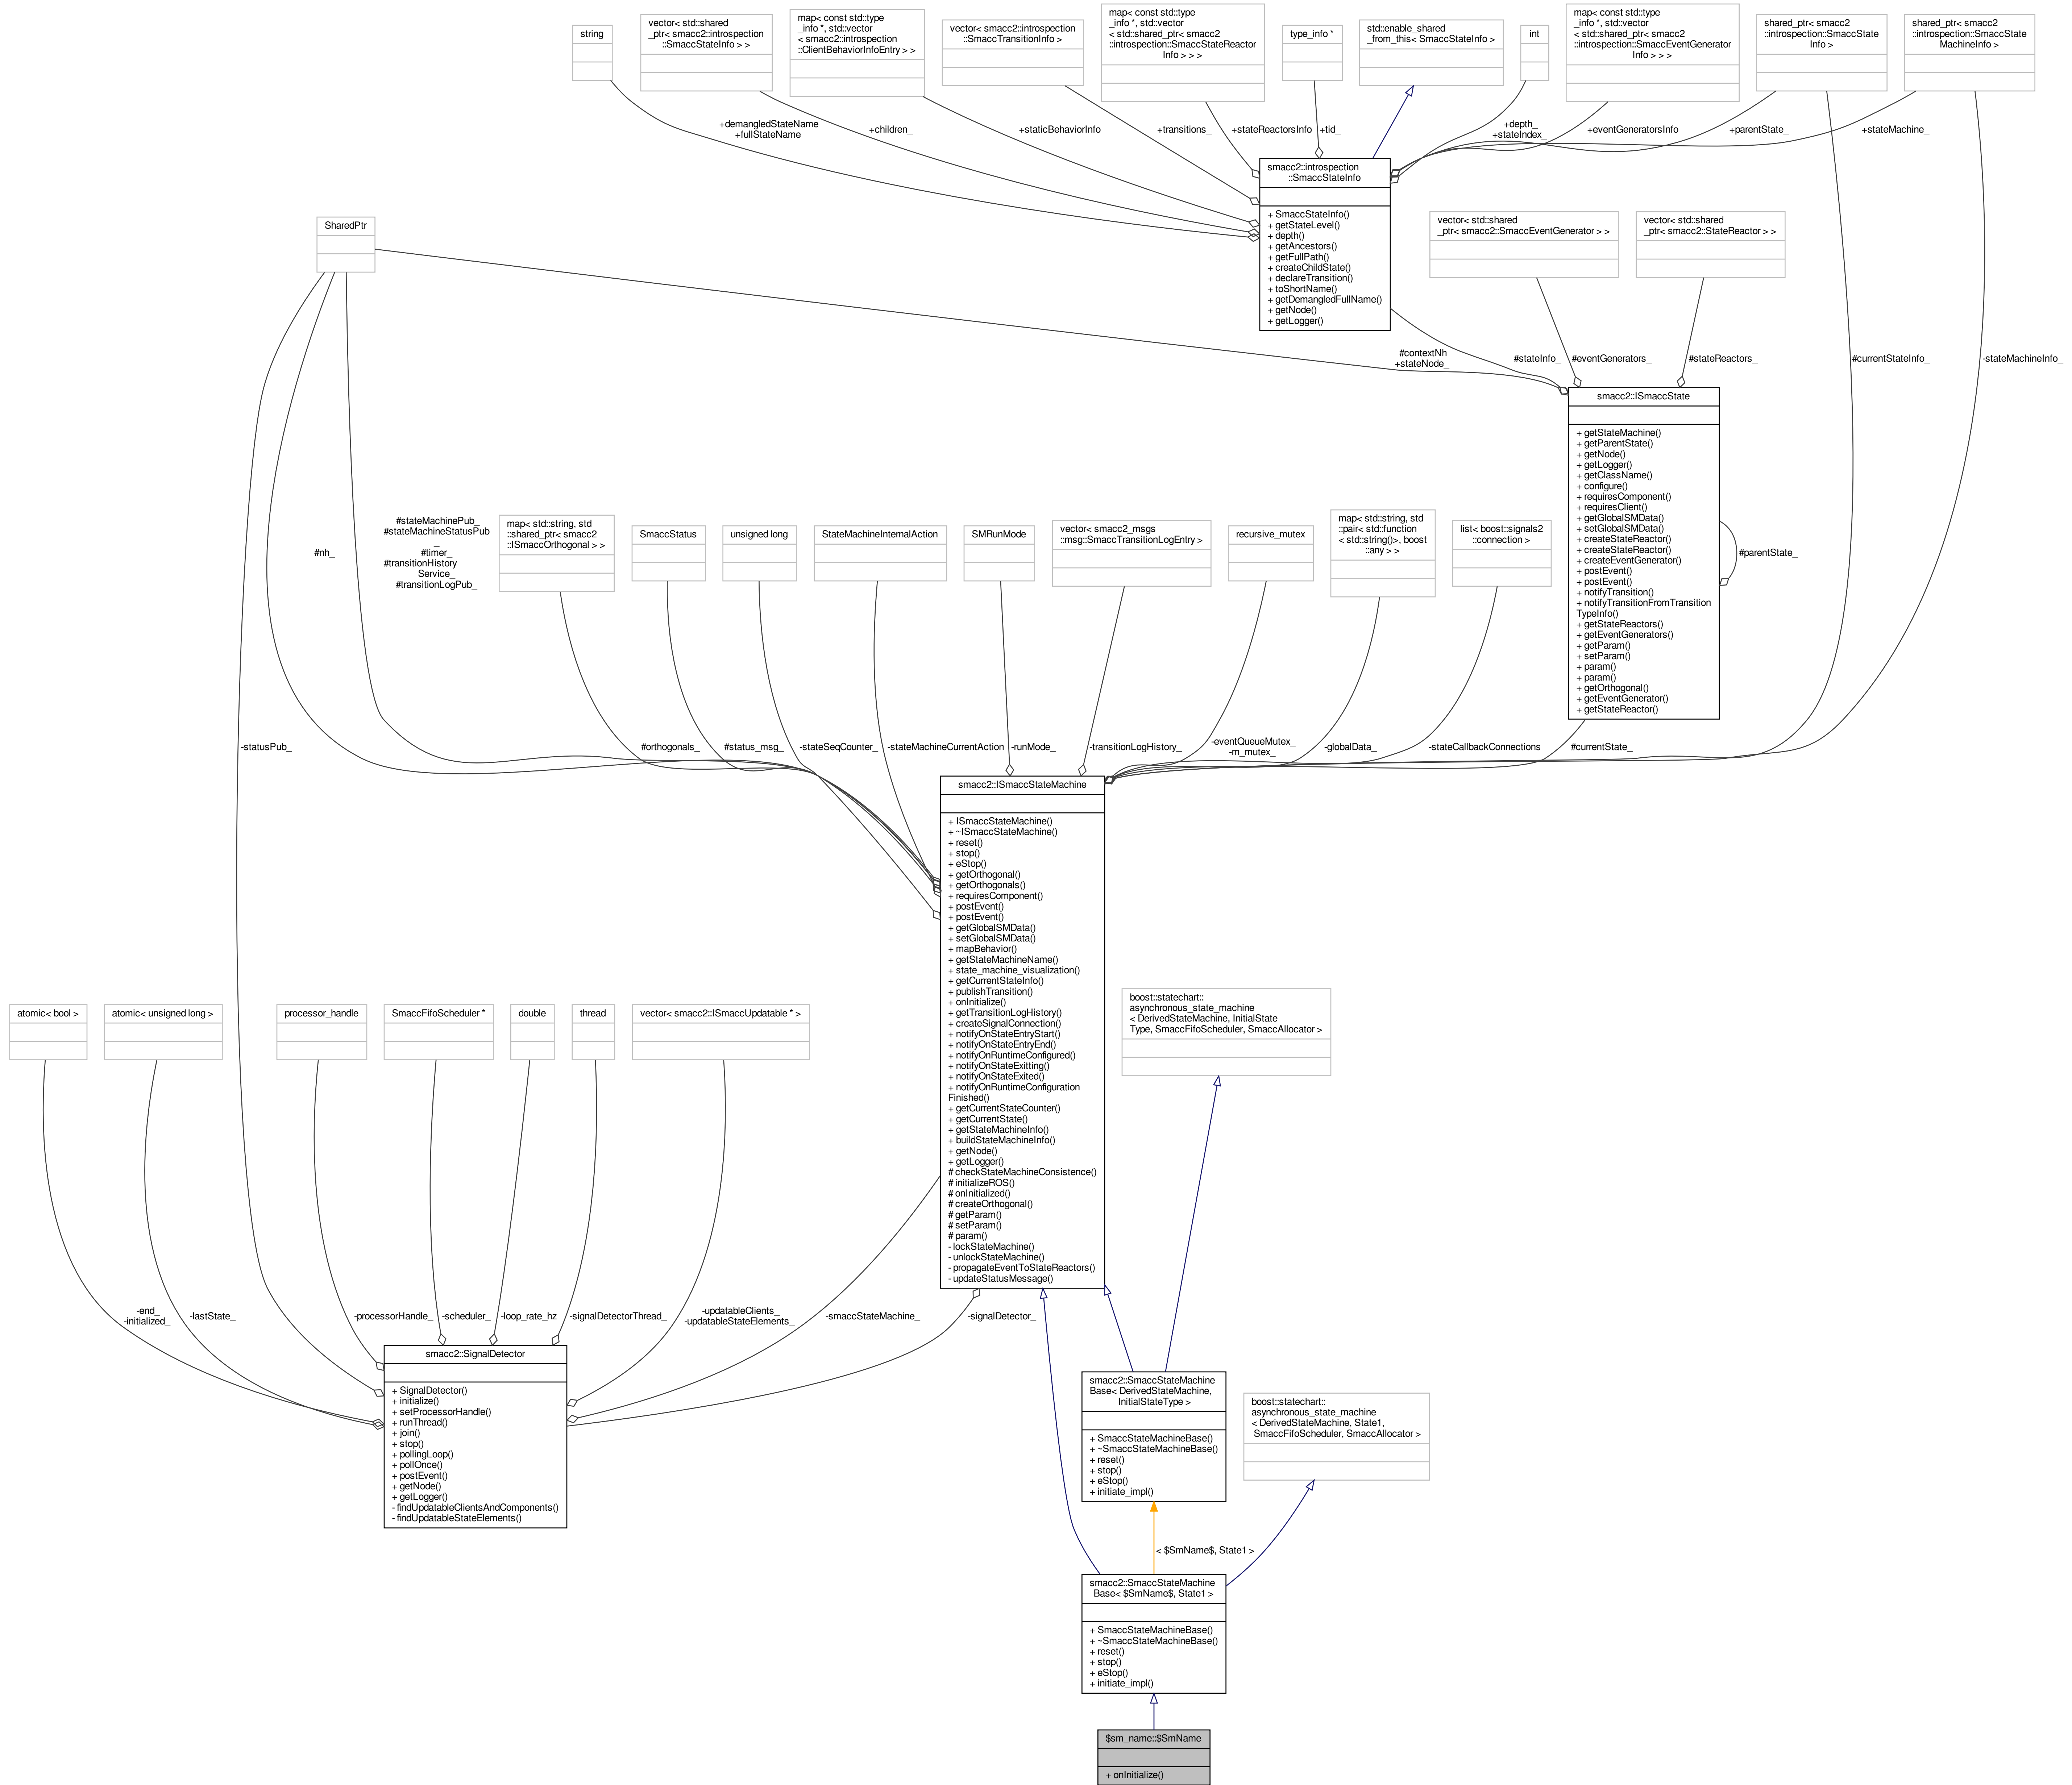 string
vector< std::shared
_ptr< smacc2::introspection
::SmaccStateInfo > >
map< const std::type
_info *, std::vector
< smacc2::introspection
::ClientBehaviorInfoEntry > >
vector< smacc2::introspection
::SmaccTransitionInfo >
map< const std::type
_info *, std::vector
< std::shared_ptr< smacc2
::introspection::SmaccStateReactor
Info > > >
type_info *
std::enable_shared
_from_this< SmaccStateInfo >
int
map< const std::type
_info *, std::vector
< std::shared_ptr< smacc2
::introspection::SmaccEventGenerator
Info > > >
shared_ptr< smacc2
::introspection::SmaccState
Info >
shared_ptr< smacc2
::introspection::SmaccState
MachineInfo >
+demangledStateName
+fullStateName
+children_
+staticBehaviorInfo
+transitions_
+stateReactorsInfo
+tid_
+depth_
+stateIndex_
+eventGeneratorsInfo
+parentState_
+stateMachine_
smacc2::introspection
::SmaccStateInfo
+ SmaccStateInfo()
+ getStateLevel()
+ depth()
+ getAncestors()
+ getFullPath()
+ createChildState()
+ declareTransition()
+ toShortName()
+ getDemangledFullName()
+ getNode()
+ getLogger()
SharedPtr
vector< std::shared
_ptr< smacc2::SmaccEventGenerator > >
vector< std::shared
_ptr< smacc2::StateReactor > >
#contextNh
+stateNode_
#stateInfo_
#eventGenerators_
#stateReactors_
#currentStateInfo_
-stateMachineInfo_
smacc2::ISmaccState
+ getStateMachine()
+ getParentState()
+ getNode()
+ getLogger()
+ getClassName()
+ configure()
+ requiresComponent()
+ requiresClient()
+ getGlobalSMData()
+ setGlobalSMData()
+ createStateReactor()
+ createStateReactor()
+ createEventGenerator()
+ postEvent()
+ postEvent()
+ notifyTransition()
+ notifyTransitionFromTransition
TypeInfo()
+ getStateReactors()
+ getEventGenerators()
+ getParam()
+ setParam()
+ param()
+ param()
+ getOrthogonal()
+ getEventGenerator()
+ getStateReactor()
#parentState_
#nh_
#stateMachinePub_
#stateMachineStatusPub
_
#timer_
#transitionHistory
Service_
#transitionLogPub_
map< std::string, std
::shared_ptr< smacc2
::ISmaccOrthogonal > >
SmaccStatus
unsigned long
StateMachineInternalAction
SMRunMode
vector< smacc2_msgs
::msg::SmaccTransitionLogEntry >
recursive_mutex
map< std::string, std
::pair< std::function
< std::string()>, boost
::any > >
list< boost::signals2
::connection >
-statusPub_
#orthogonals_
#status_msg_
-stateSeqCounter_
-stateMachineCurrentAction
-runMode_
-transitionLogHistory_
-eventQueueMutex_
-m_mutex_
-globalData_
-stateCallbackConnections
#currentState_
smacc2::ISmaccStateMachine
+ ISmaccStateMachine()
+ ~ISmaccStateMachine()
+ reset()
+ stop()
+ eStop()
+ getOrthogonal()
+ getOrthogonals()
+ requiresComponent()
+ postEvent()
+ postEvent()
+ getGlobalSMData()
+ setGlobalSMData()
+ mapBehavior()
+ getStateMachineName()
+ state_machine_visualization()
+ getCurrentStateInfo()
+ publishTransition()
+ onInitialize()
+ getTransitionLogHistory()
+ createSignalConnection()
+ notifyOnStateEntryStart()
+ notifyOnStateEntryEnd()
+ notifyOnRuntimeConfigured()
+ notifyOnStateExitting()
+ notifyOnStateExited()
+ notifyOnRuntimeConfiguration
Finished()
+ getCurrentStateCounter()
+ getCurrentState()
+ getStateMachineInfo()
+ buildStateMachineInfo()
+ getNode()
+ getLogger()
# checkStateMachineConsistence()
# initializeROS()
# onInitialized()
# createOrthogonal()
# getParam()
# setParam()
# param()
- lockStateMachine()
- unlockStateMachine()
- propagateEventToStateReactors()
- updateStatusMessage()
atomic< bool >
atomic< unsigned long >
processor_handle
SmaccFifoScheduler *
double
thread
vector< smacc2::ISmaccUpdatable * >
boost::statechart::
asynchronous_state_machine
< DerivedStateMachine, InitialState
Type, SmaccFifoScheduler, SmaccAllocator >
-end_
-initialized_
-lastState_
-processorHandle_
-scheduler_
-loop_rate_hz
-signalDetectorThread_
-updatableClients_
-updatableStateElements_
-smaccStateMachine_
-signalDetector_
smacc2::SignalDetector
+ SignalDetector()
+ initialize()
+ setProcessorHandle()
+ runThread()
+ join()
+ stop()
+ pollingLoop()
+ pollOnce()
+ postEvent()
+ getNode()
+ getLogger()
- findUpdatableClientsAndComponents()
- findUpdatableStateElements()
smacc2::SmaccStateMachine
Base< DerivedStateMachine,
InitialStateType >
+ SmaccStateMachineBase()
+ ~SmaccStateMachineBase()
+ reset()
+ stop()
+ eStop()
+ initiate_impl()
boost::statechart::
asynchronous_state_machine
< DerivedStateMachine, State1,
SmaccFifoScheduler, SmaccAllocator >
< $SmName$, State1 >
smacc2::SmaccStateMachine
Base< $SmName$, State1 >
+ SmaccStateMachineBase()
+ ~SmaccStateMachineBase()
+ reset()
+ stop()
+ eStop()
+ initiate_impl()
$sm_name::$SmName
+ onInitialize()